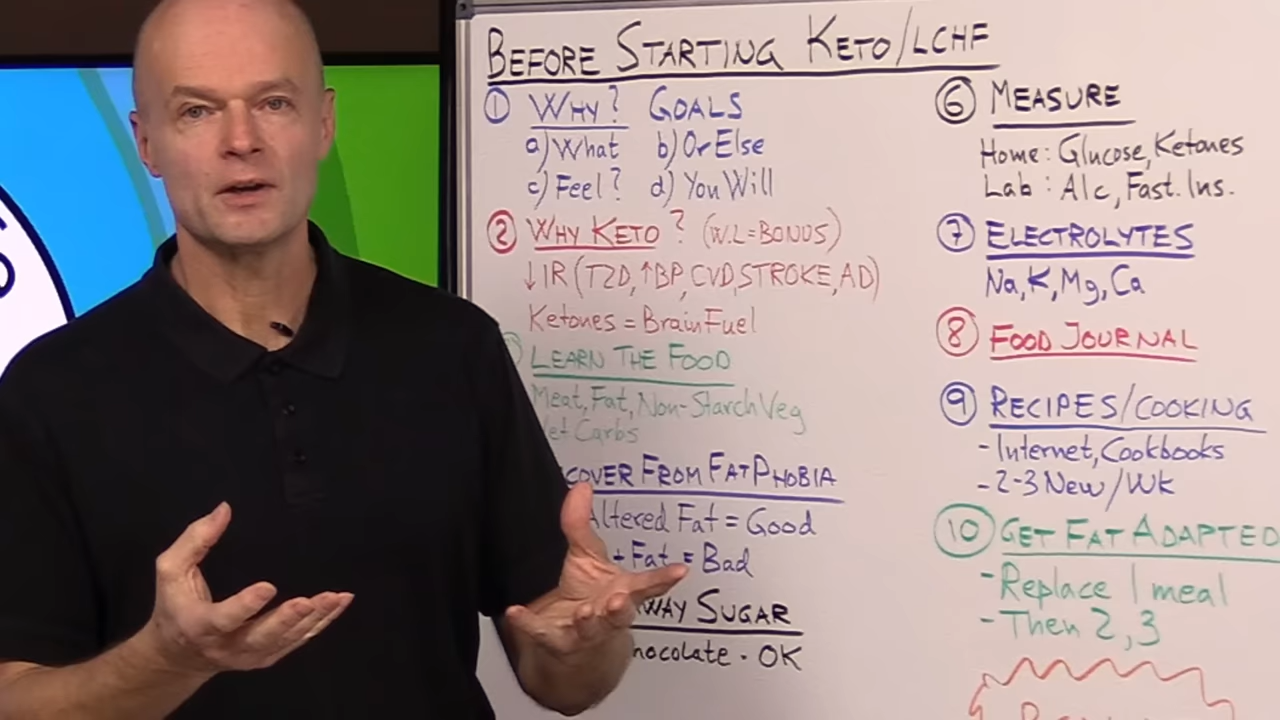 BEFORE STARTING KETO/LCHF
① WHY? GOALS
a) What b) Or Else
c) Feel? d) You Will
② WHY KETO? (W.L=BONUS)
↓IR (T2D, ↑BP, CVD, STROKE, AD)
Ketones = Brain Fuel
LEARN THE FOOD
Meat, Fat, Non-Starch Veg
et Carbs
COVER FROM FAT PHOBIA
Altered Fat = Good
+ Fat = Bad
WAY SUGAR
hocolate - OK
⑥ MEASURE
Home: Glucose, Ketones
Lab: A1c, Fast. Ins.
⑦ ELECTROLYTES
Na, K, Mg, Ca
⑧ FOOD JOURNAL
⑨ RECIPES/COOKING
- Internet, Cookbooks
- 2-3 New/Wk
⑩ GET FAT ADAPTED
- Replace 1 meal
- Then 2, 3